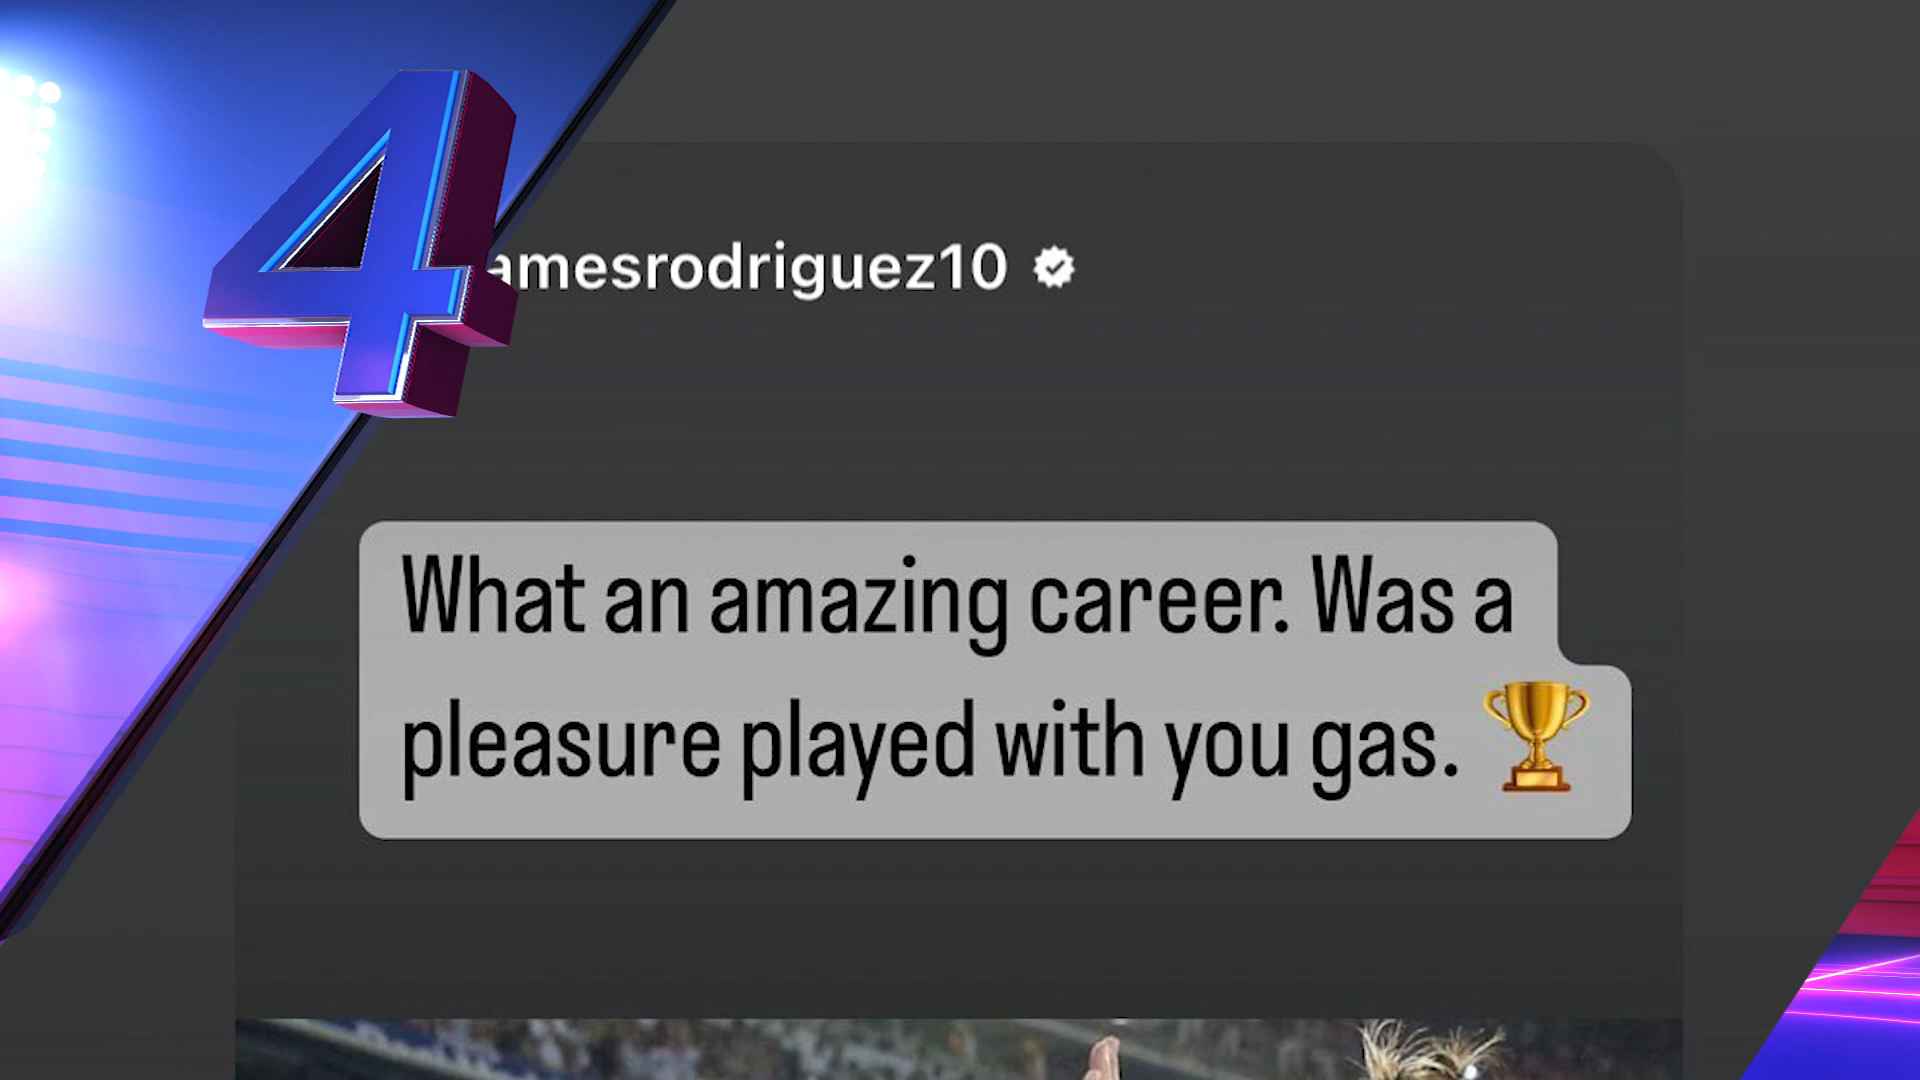 4
amesrodriguez10
What an amazing career. Was a
pleasure played with you gas. 🏆